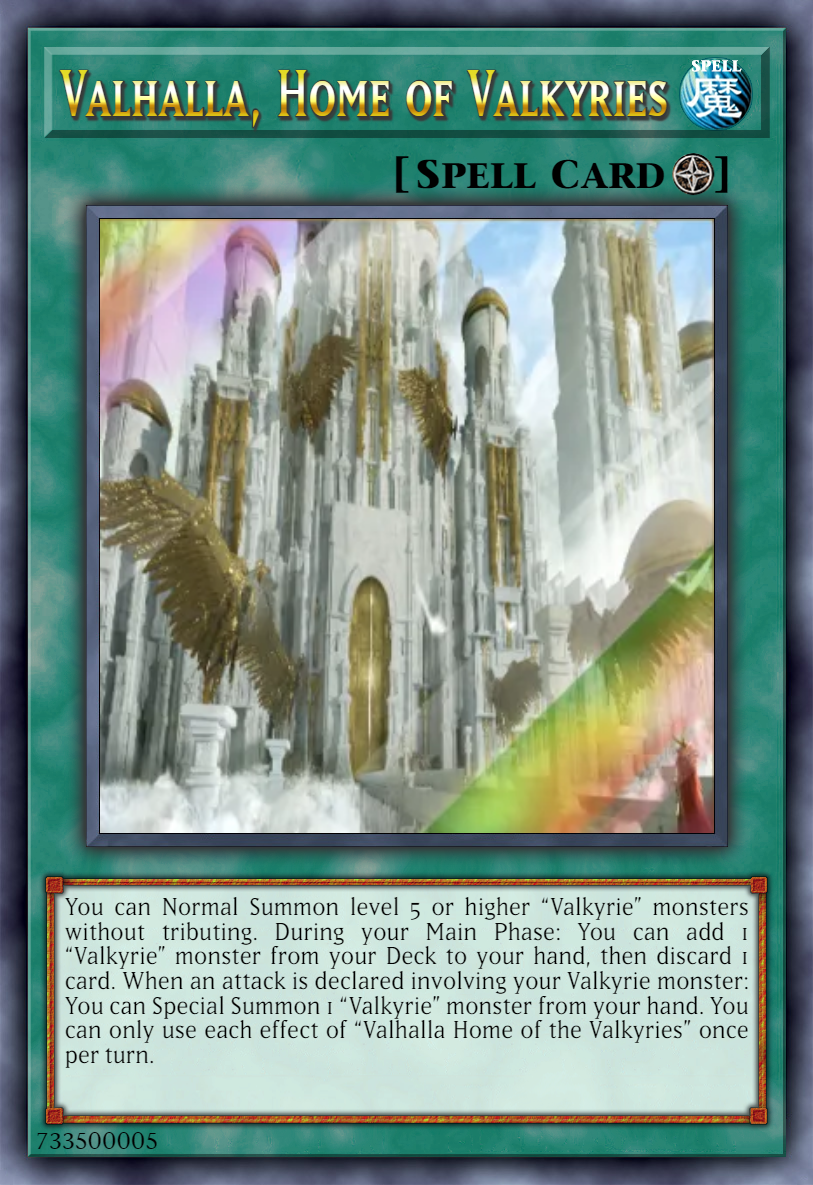 Valhalla, Home of Valkyries
SPELL
魔
[Spell Card]
You can Normal Summon level 5 or higher “Valkyrie” monsters
without tributing. During your Main Phase: You can add 1
“Valkyrie” monster from your Deck to your hand, then discard 1
card. When an attack is declared involving your Valkyrie monster:
You can Special Summon 1 “Valkyrie” monster from your hand. You
can only use each effect of “Valhalla Home of the Valkyries” once
per turn.
733500005